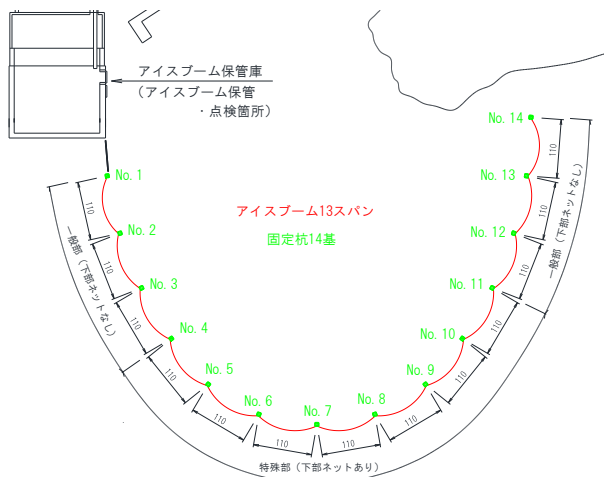 アイスブーム保管庫
（アイスブーム保管
・点検箇所）
No. 14
No. 1
No. 13
アイスブーム13スパン
固定杭14基
No. 2
No. 12
No. 3
No. 11
No. 4
No. 10
No. 5
No. 9
No. 6
No. 7
No. 8
一般部（下部ネットなし）
一般部（下部ネットなし）
特殊部（下部ネットあり）
110
110
110
110
110
110
110
110
110
110
110
110
110